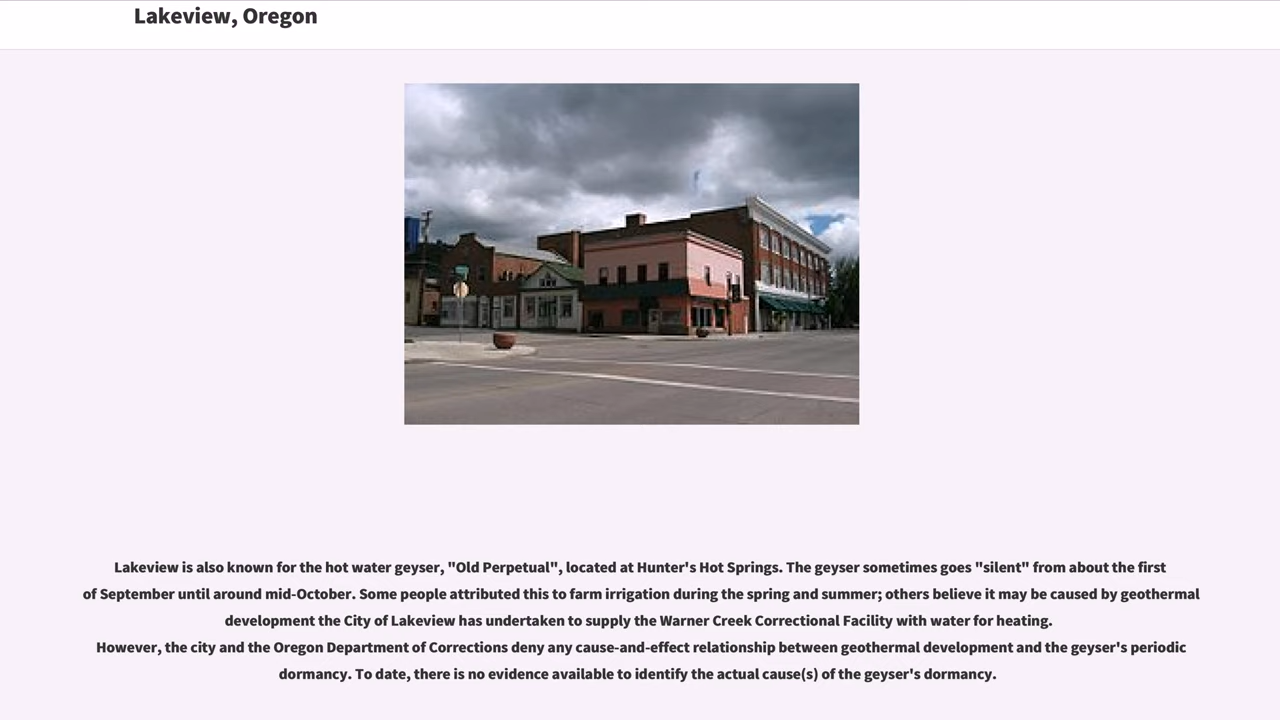 Lakeview, Oregon
Lakeview is also known for the hot water geyser, "Old Perpetual", located at Hunter's Hot Springs. The geyser sometimes goes "silent" from about the first
of September until around mid-October. Some people attributed this to farm irrigation during the spring and summer; others believe it may be caused by geothermal
development the City of Lakeview has undertaken to supply the Warner Creek Correctional Facility with water for heating.
However, the city and the Oregon Department of Corrections deny any cause-and-effect relationship between geothermal development and the geyser's periodic
dormancy. To date, there is no evidence available to identify the actual cause(s) of the geyser's dormancy.